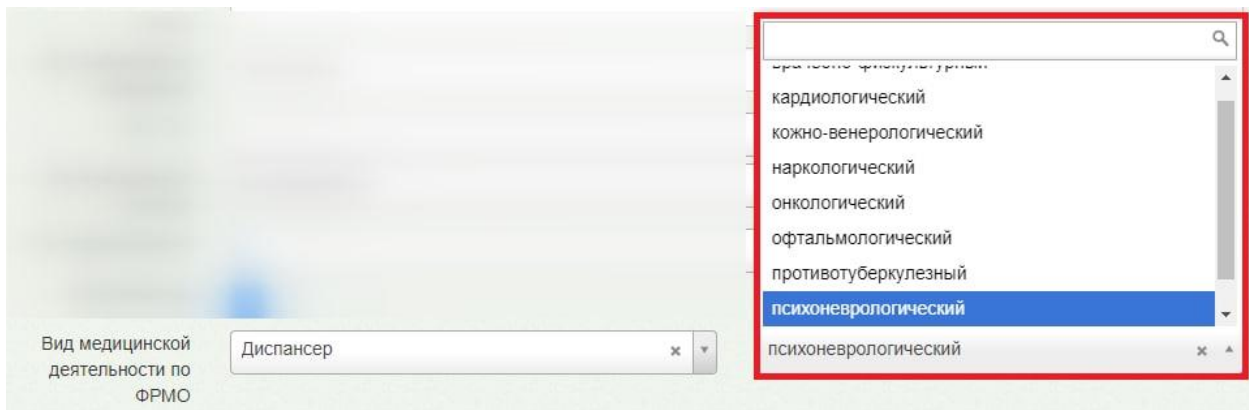 кардиологический
кожно-венерологический
наркологический
онкологический
офтальмологический
противотуберкулезный
психоневрологический
Вид медицинской
деятельности по
ФРМО
Диспансер
психоневрологический